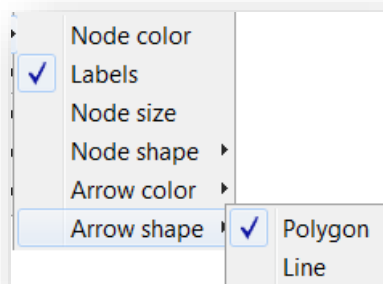 Node color
Labels
Node size
Node shape
Arrow color
Arrow shape
Polygon
Line